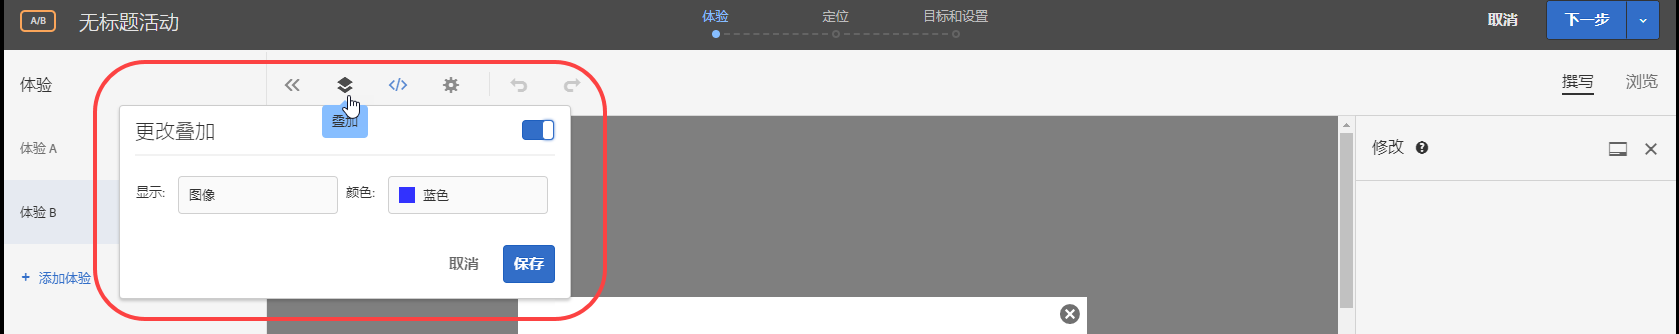 A/B
无标题活动
体验
定位
目标和设置
取消
下一步
体验
</>
撰写
浏览
叠加
更改叠加
体验 A
修改
显示:
图像
颜色:
蓝色
体验 B
取消
保存
+ 添加体验